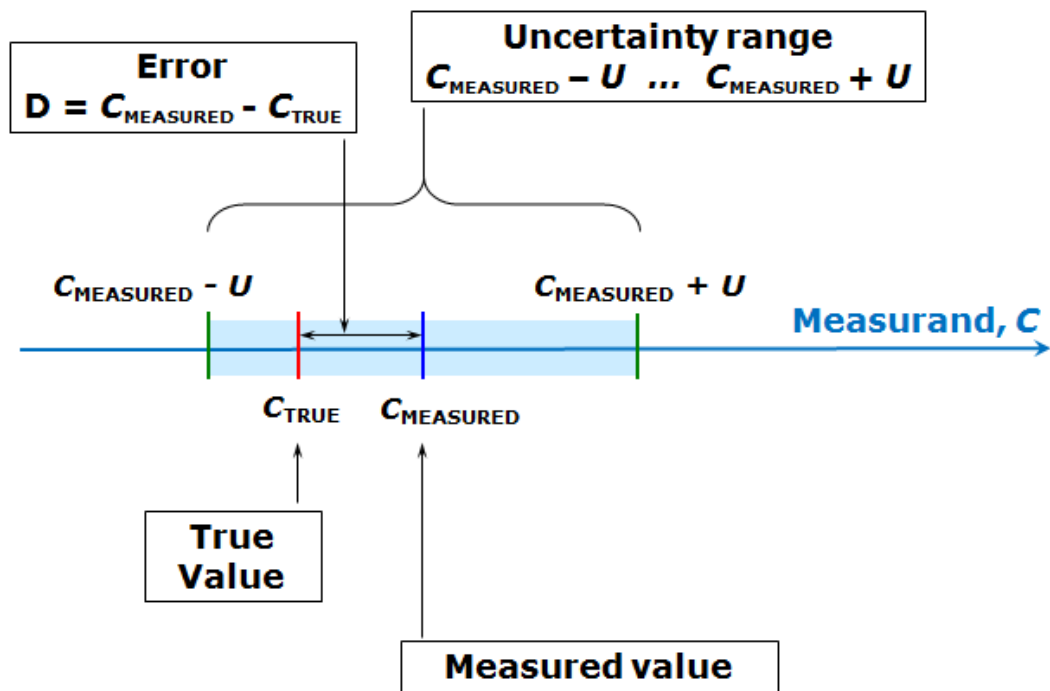 Error
D = CMEASURED - CTRUE
Uncertainty range
CMEASURED – U ... CMEASURED + U
CMEASURED - U
CMEASURED + U
Measurand, C
CTRUE
CMEASURED
True
Value
Measured value